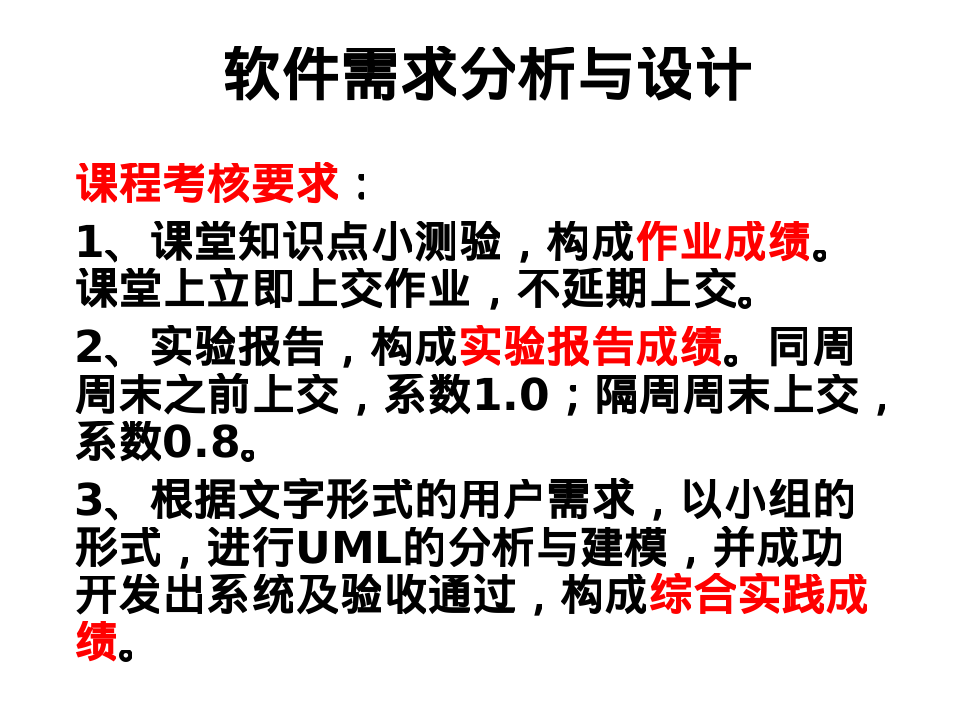 软件需求分析与设计
课程考核要求：
1、课堂知识点小测验，构成作业成绩。
课堂上立即上交作业，不延期上交。
2、实验报告，构成实验报告成绩。同周
周末之前上交，系数1.0；隔周周末上交，
系数0.8。
3、根据文字形式的用户需求，以小组的
形式，进行UML的分析与建模，并成功
开发出系统及验收通过，构成综合实践成
绩。